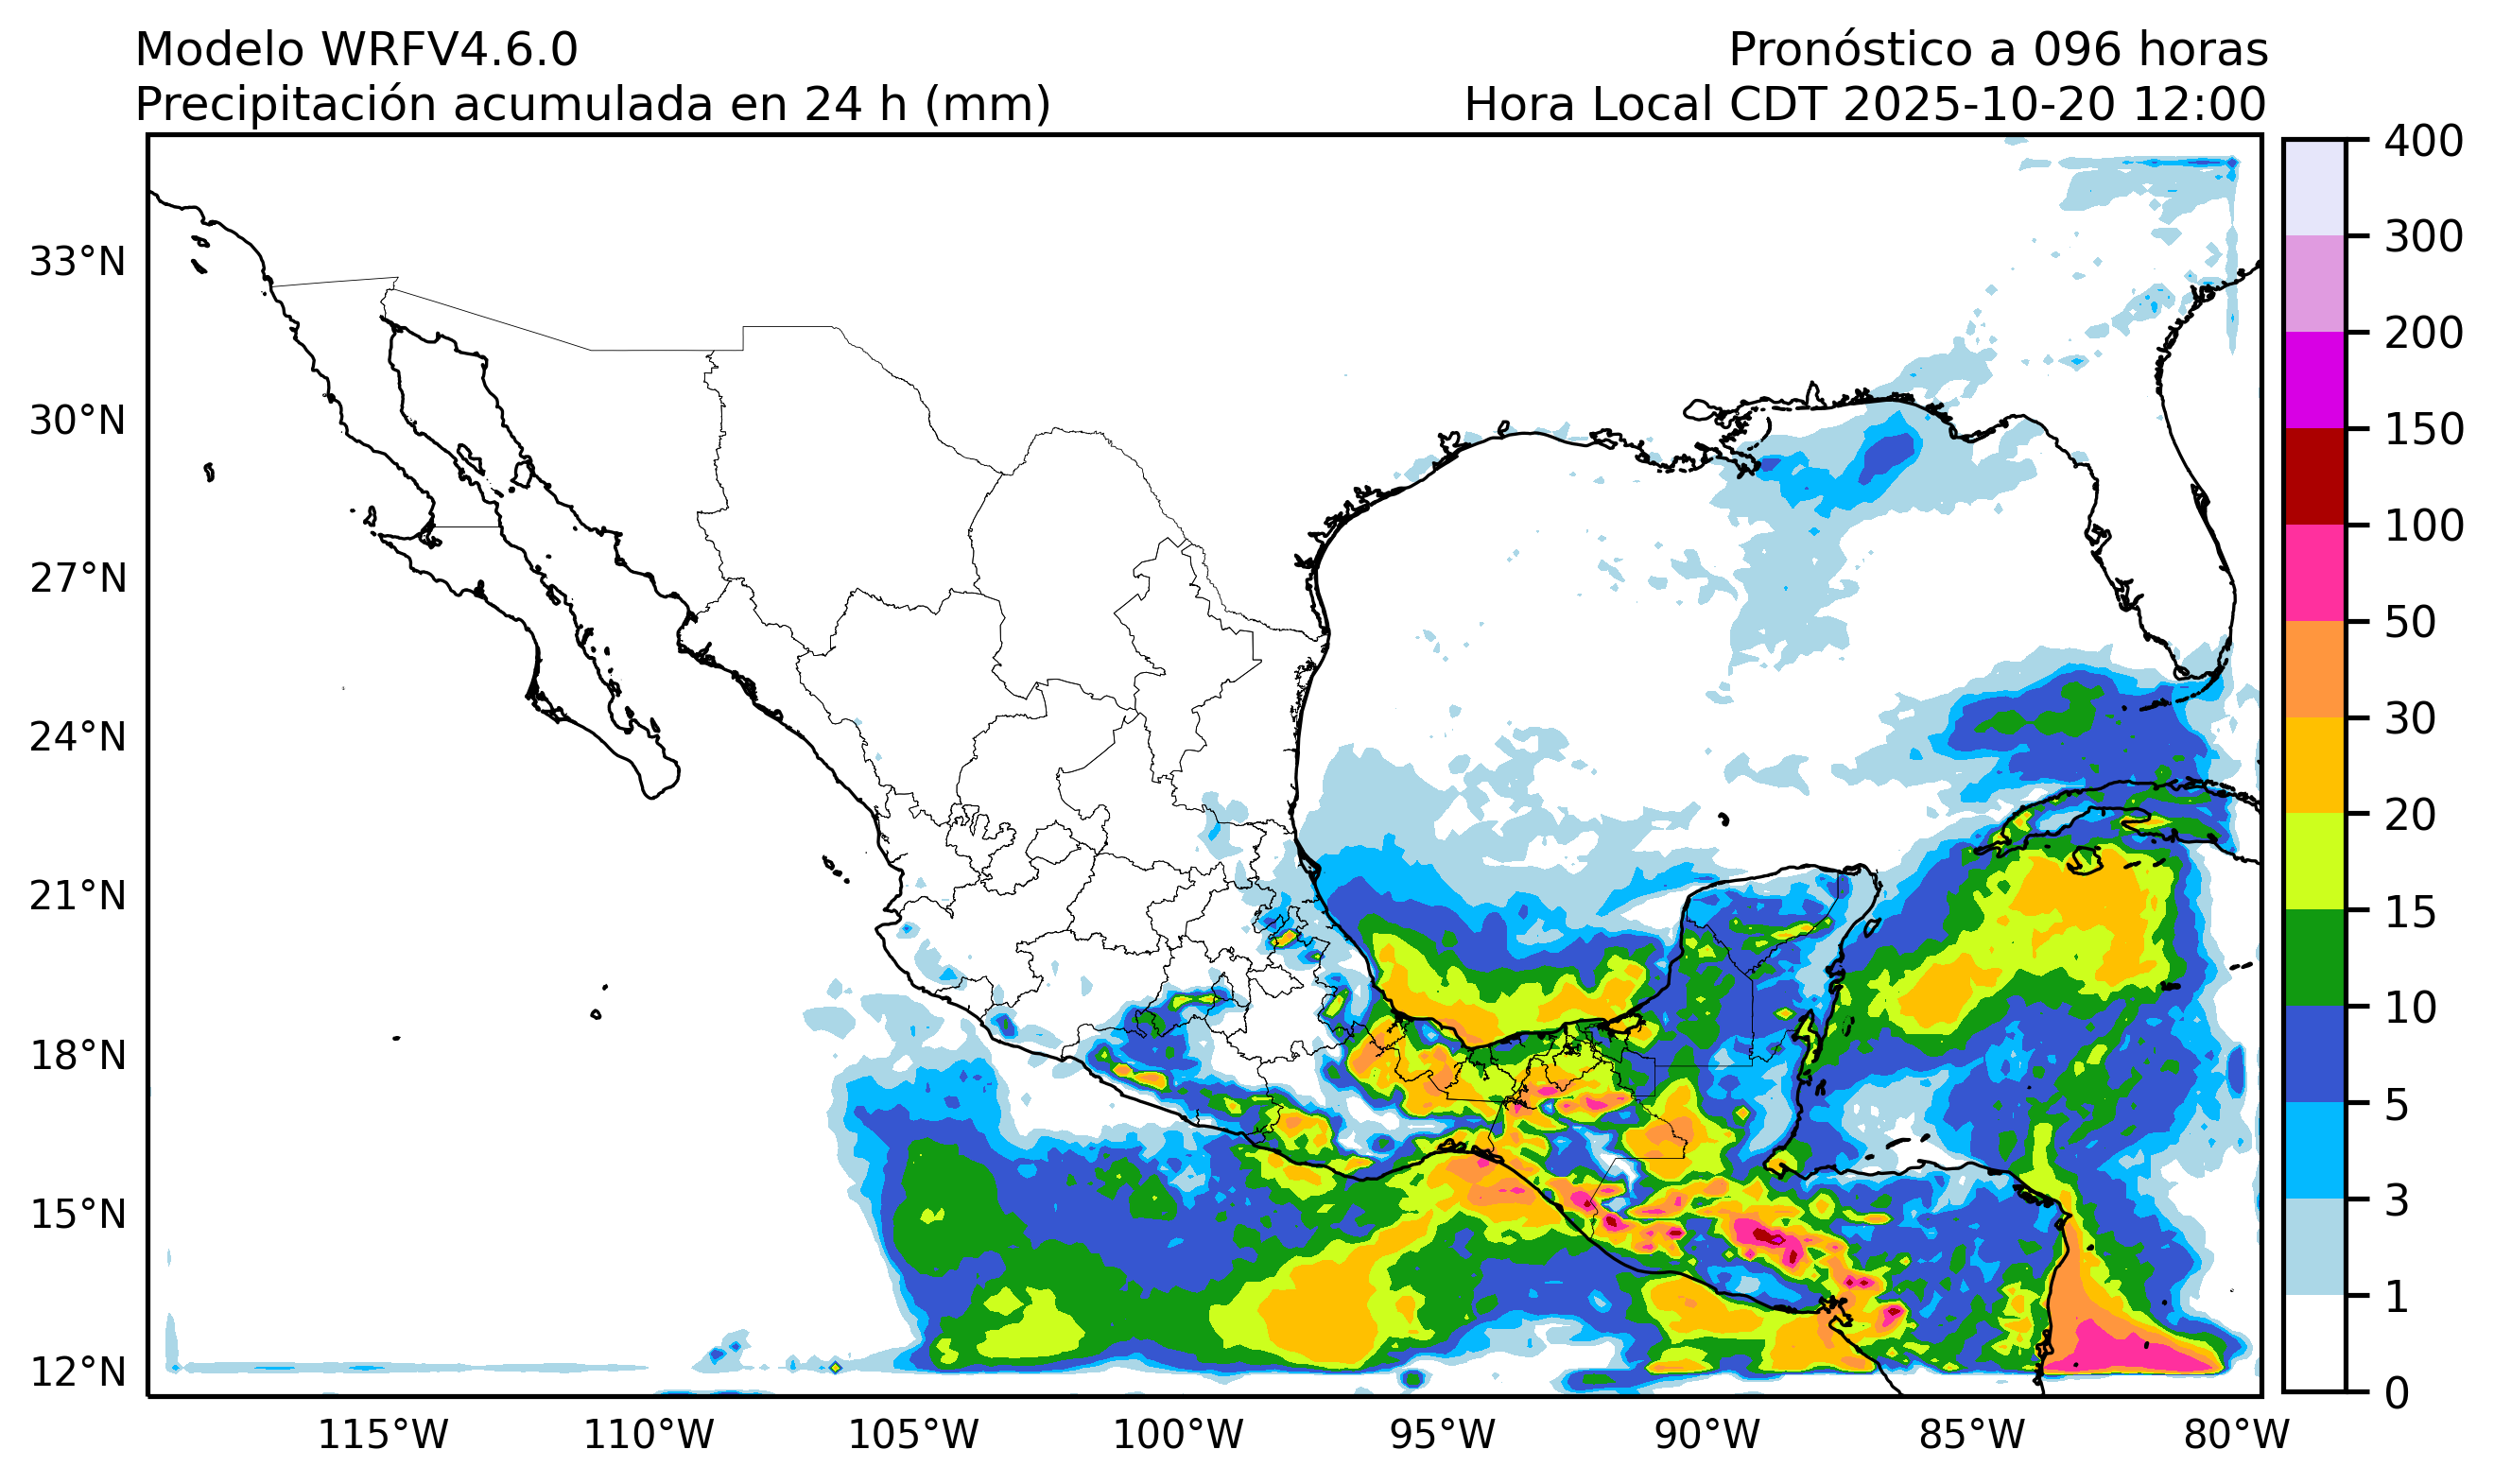 Modelo WRFV4.6.0
Pronóstico a 096 horas
Precipitación acumulada en 24 h (mm)
Hora Local CDT 2025-10-20 12:00
33°N
30°N
27°N
24°N
21°N
18°N
15°N
12°N
115°W
110°W
105°W
100°W
95°W
90°W
85°W
80°W
400
300
200
150
100
50
30
20
15
10
5
3
1
0